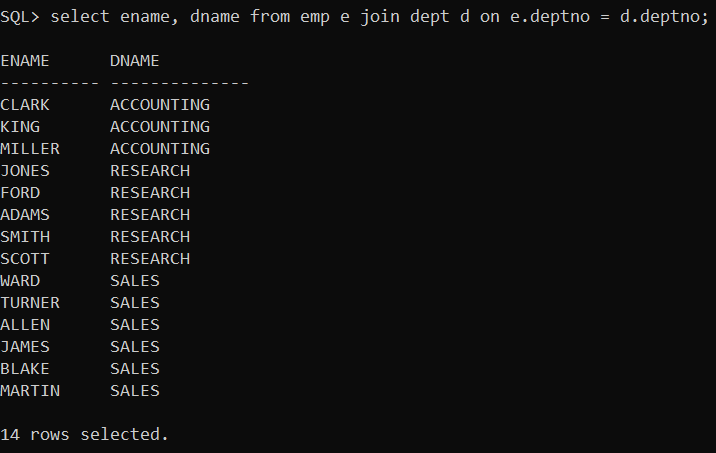 SQL> select ename, dname from emp e join dept d on e.deptno = d.deptno;
ENAME      DNAME
---------- --------------
CLARK      ACCOUNTING
KING       ACCOUNTING
MILLER     ACCOUNTING
JONES      RESEARCH
FORD       RESEARCH
ADAMS      RESEARCH
SMITH      RESEARCH
SCOTT      RESEARCH
WARD       SALES
TURNER     SALES
ALLEN      SALES
JAMES      SALES
BLAKE      SALES
MARTIN     SALES
14 rows selected.